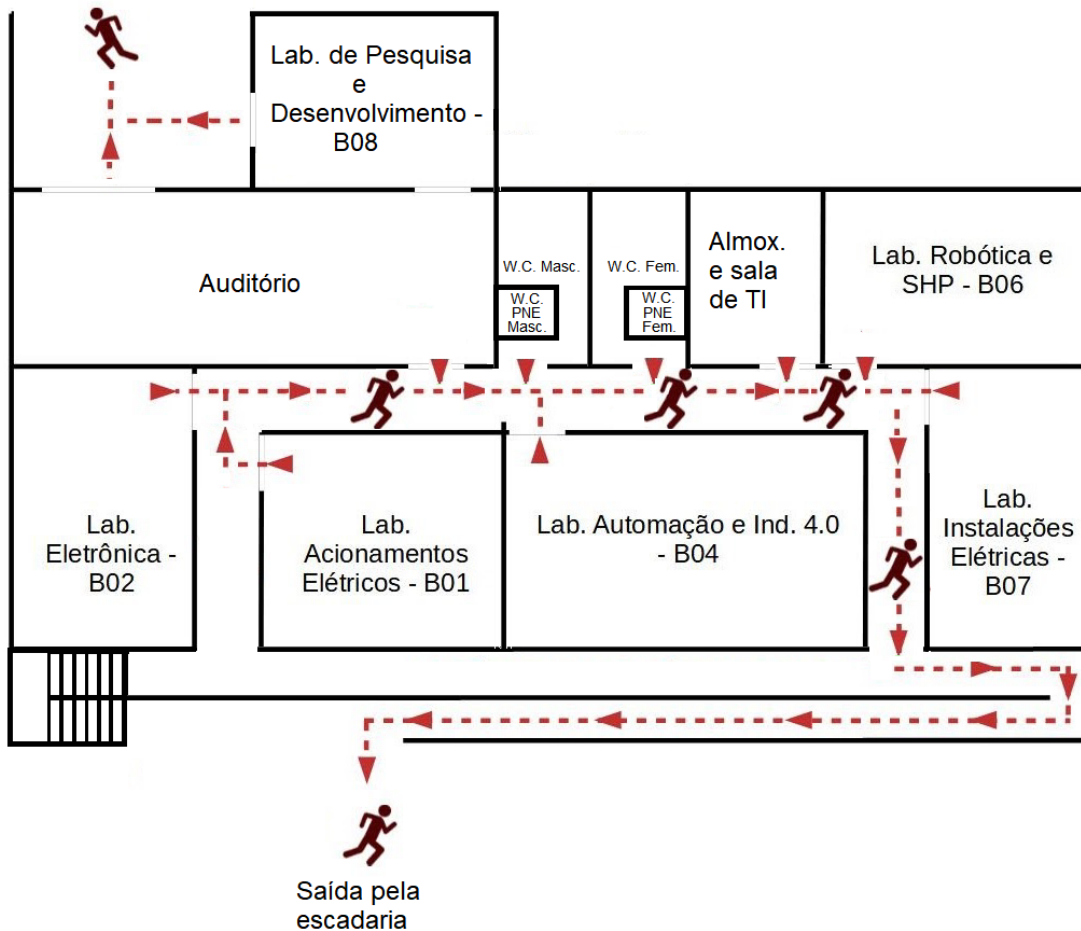 Lab. de Pesquisa
e
Desenvolvimento -
B08
Auditório
W.C. Masc.
W.C.
PNE
Masc.
W.C. Fem.
W.C.
PNE
Fem.
Almox.
e sala
de TI
Lab. Robótica e
SHP - B06
Lab.
Eletrônica -
B02
Lab.
Acionamentos
Elétricos - B01
Lab. Automação e Ind. 4.0
- B04
Lab.
Instalações
Elétricas -
B07
Saída pela
escadaria